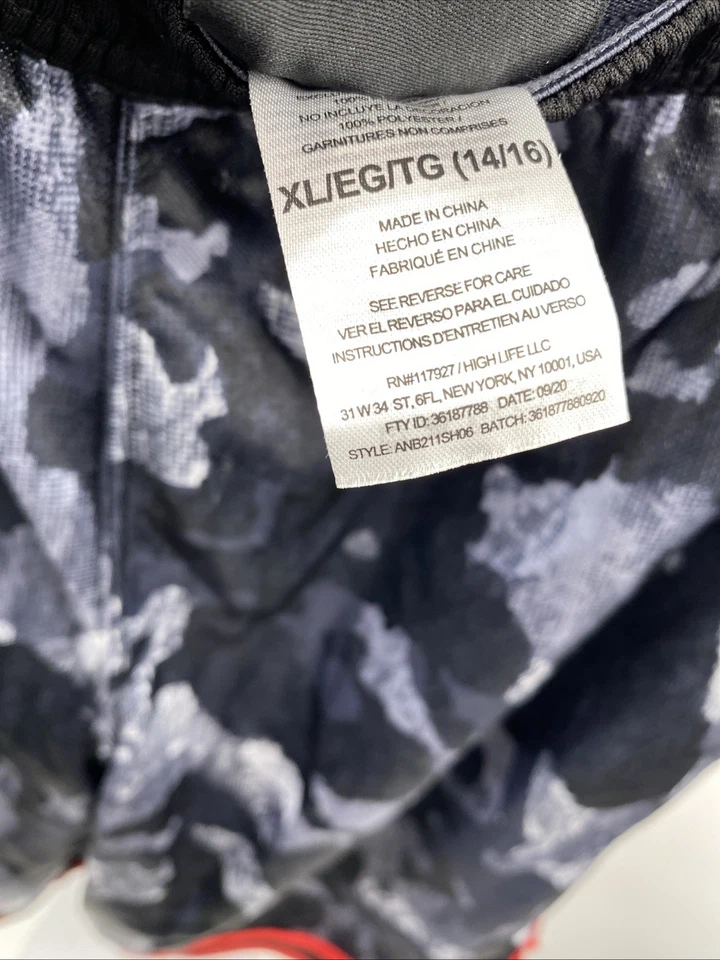 100%
NO INCLUYE LA
100% POLYESTER /
GARNITURES NON COMPRISES
XL/EG/TG (14/16)
MADE IN CHINA
HECHO EN CHINA
FABRIQUÉ EN CHINE
SEE REVERSE FOR CARE
VER EL REVERSO PARA EL CUIDADO
INSTRUCTIONS D'ENTRETIEN AU VERSO
RN#117927 / HIGH LIFE LLC
31 W 34 ST, 6FL, NEW YORK, NY 10001, USA
FTY ID: 36187788 DATE: 09/20
STYLE: ANB211SH06 BATCH: 361877880920